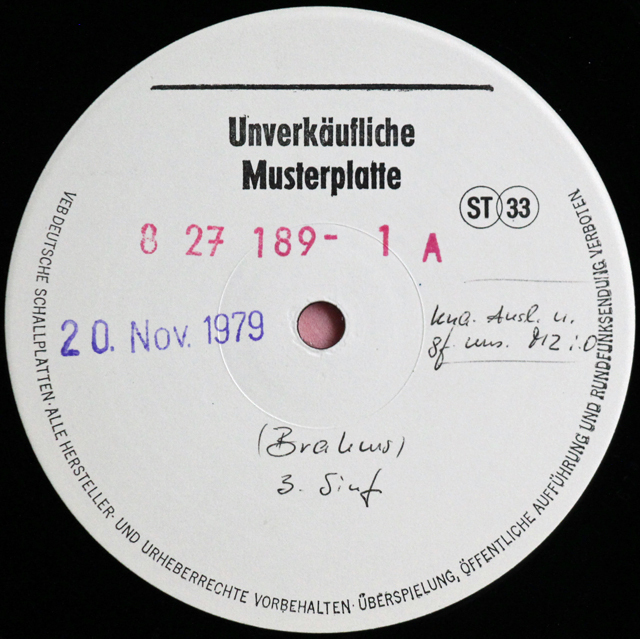 Unverkäufliche
Musterplatte
ST 33
8 27 189- 1 A
20. Nov. 1979
(Brahms)
3. Sinf
VEB DEUTSCHE SCHALLPLATTEN · ALLE HERSTELLER- UND URHEBERRECHTE VORBEHALTEN · ÜBERSPIELUNG, ÖFFENTLICHE AUFFÜHRUNG UND RUNDFUNKSENDUNG VERBOTEN